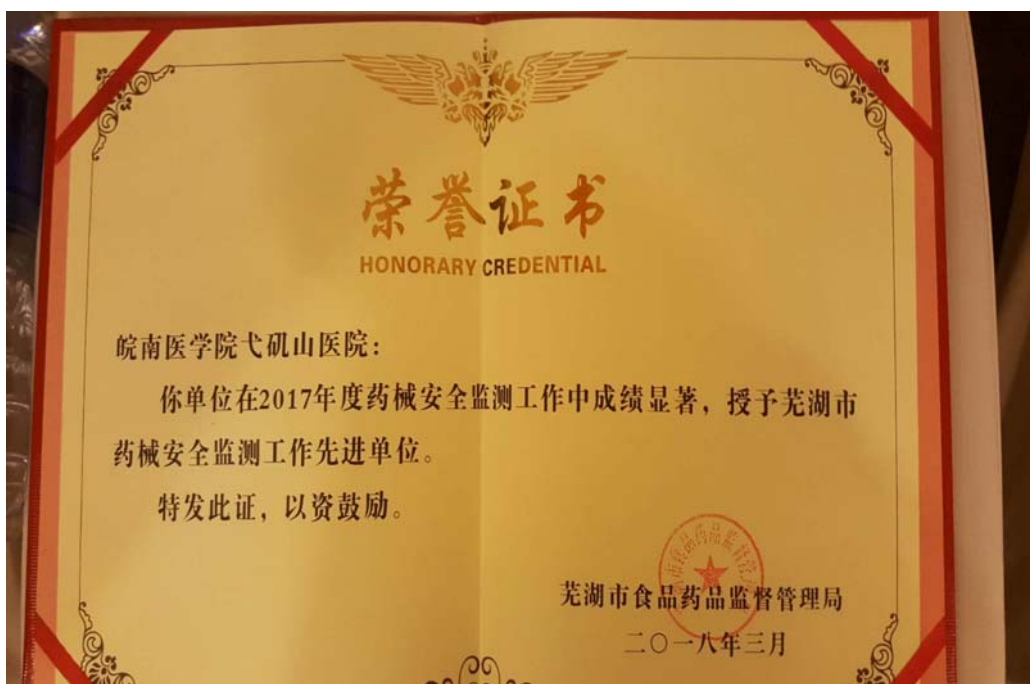 荣誉证书
HONORARY CREDENTIAL
皖南医学院弋矶山医院：
你单位在2017年度药械安全监测工作中成绩显著，授予芜湖市
药械安全监测工作先进单位。
特发此证，以资鼓励。
芜湖市食品药品监督管理局
二〇一八年三月